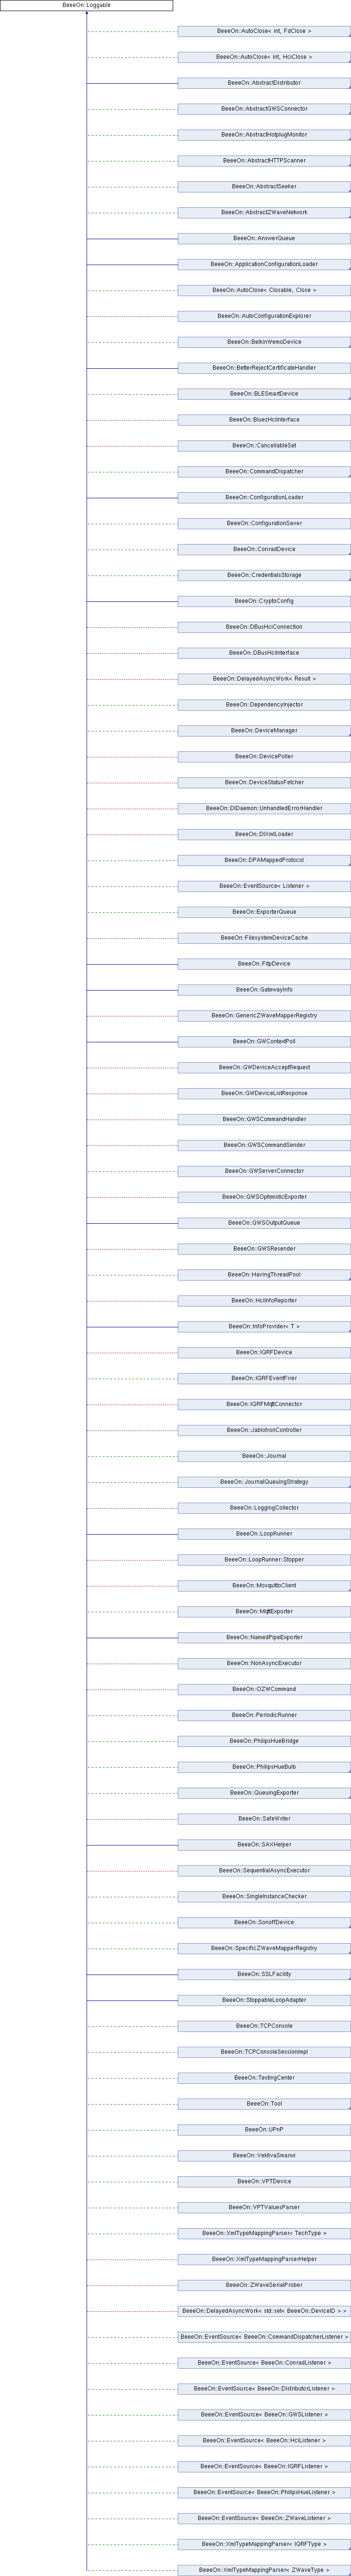 BeeeOn::Loggable
BeeeOn::AutoClose< int, FdClose >
BeeeOn::AutoClose< int, HciClose >
BeeeOn::AbstractDistributor
BeeeOn::AbstractGWSConnector
BeeeOn::AbstractHotplugMonitor
BeeeOn::AbstractHTTPScanner
BeeeOn::AbstractSeeker
BeeeOn::AbstractZWaveNetwork
BeeeOn::AnswerQueue
BeeeOn::ApplicationConfigurationLoader
BeeeOn::AutoClose< Closable, Close >
BeeeOn::AutoConfigurationExplorer
BeeeOn::BelkinWemoDevice
BeeeOn::BetterRejectCertificateHandler
BeeeOn::BLESmartDevice
BeeeOn::BluezHciInterface
BeeeOn::CancellableSet
BeeeOn::CommandDispatcher
BeeeOn::ConfigurationLoader
BeeeOn::ConfigurationSaver
BeeeOn::ConradDevice
BeeeOn::CredentialsStorage
BeeeOn::CryptoConfig
BeeeOn::DBusHciConnection
BeeeOn::DBusHciInterface
BeeeOn::DelayedAsyncWork< Result >
BeeeOn::DependencyInjector
BeeeOn::DeviceManager
BeeeOn::DevicePoller
BeeeOn::DeviceStatusFetcher
BeeeOn::DIDaemon::UnhandledErrorHandler
BeeeOn::DIXmlLoader
BeeeOn::DPAMappedProtocol
BeeeOn::EventSource< Listener >
BeeeOn::ExporterQueue
BeeeOn::FilesystemDeviceCache
BeeeOn::FitpDevice
BeeeOn::GatewayInfo
BeeeOn::GenericZWaveMapperRegistry
BeeeOn::GWContextPoll
BeeeOn::GWDeviceAcceptRequest
BeeeOn::GWDeviceListResponse
BeeeOn::GWSCommandHandler
BeeeOn::GWSCommandSender
BeeeOn::GWServerConnector
BeeeOn::GWSOptimisticExporter
BeeeOn::GWSOutputQueue
BeeeOn::GWSResender
BeeeOn::HavingThreadPool
BeeeOn::HciInfoReporter
BeeeOn::InfoProvider< T >
BeeeOn::IQRFDevice
BeeeOn::IQRFEventFirer
BeeeOn::IQRFMqttConnector
BeeeOn::JablotronController
BeeeOn::Journal
BeeeOn::JournalQueuingStrategy
BeeeOn::LoggingCollector
BeeeOn::LoopRunner
BeeeOn::LoopRunner::Stopper
BeeeOn::MosquittoClient
BeeeOn::MqttExporter
BeeeOn::NamedPipeExporter
BeeeOn::NonAsyncExecutor
BeeeOn::OZWCommand
BeeeOn::PeriodicRunner
BeeeOn::PhilipsHueBridge
BeeeOn::PhilipsHueBulb
BeeeOn::QueuingExporter
BeeeOn::SafeWriter
BeeeOn::SAXHelper
BeeeOn::SequentialAsyncExecutor
BeeeOn::SingleInstanceChecker
BeeeOn::SonoffDevice
BeeeOn::SpecificZWaveMapperRegistry
BeeeOn::SSLFacility
BeeeOn::StoppableLoopAdapter
BeeeOn::TCPConsole
BeeeOn::TCPConsoleSessionImpl
BeeeOn::TestingCenter
BeeeOn::Tool
BeeeOn::UPnP
BeeeOn::VektivaSmarwi
BeeeOn::VPTDevice
BeeeOn::VPTValuesParser
BeeeOn::XmlTypeMappingParser< TechType >
BeeeOn::XmlTypeMappingParserHelper
BeeeOn::ZWaveSerialProber
BeeeOn::DelayedAsyncWork< std::set< BeeeOn::DeviceID > >
BeeeOn::EventSource< BeeeOn::CommandDispatcherListener >
BeeeOn::EventSource< BeeeOn::ConradListener >
BeeeOn::EventSource< BeeeOn::DistributorListener >
BeeeOn::EventSource< BeeeOn::GWSListener >
BeeeOn::EventSource< BeeeOn::HciListener >
BeeeOn::EventSource< BeeeOn::IQRFListener >
BeeeOn::EventSource< BeeeOn::PhilipsHueListener >
BeeeOn::EventSource< BeeeOn::ZWaveListener >
BeeeOn::XmlTypeMappingParser< IQRFType >
BeeeOn::XmlTypeMappingParser< ZWaveType >